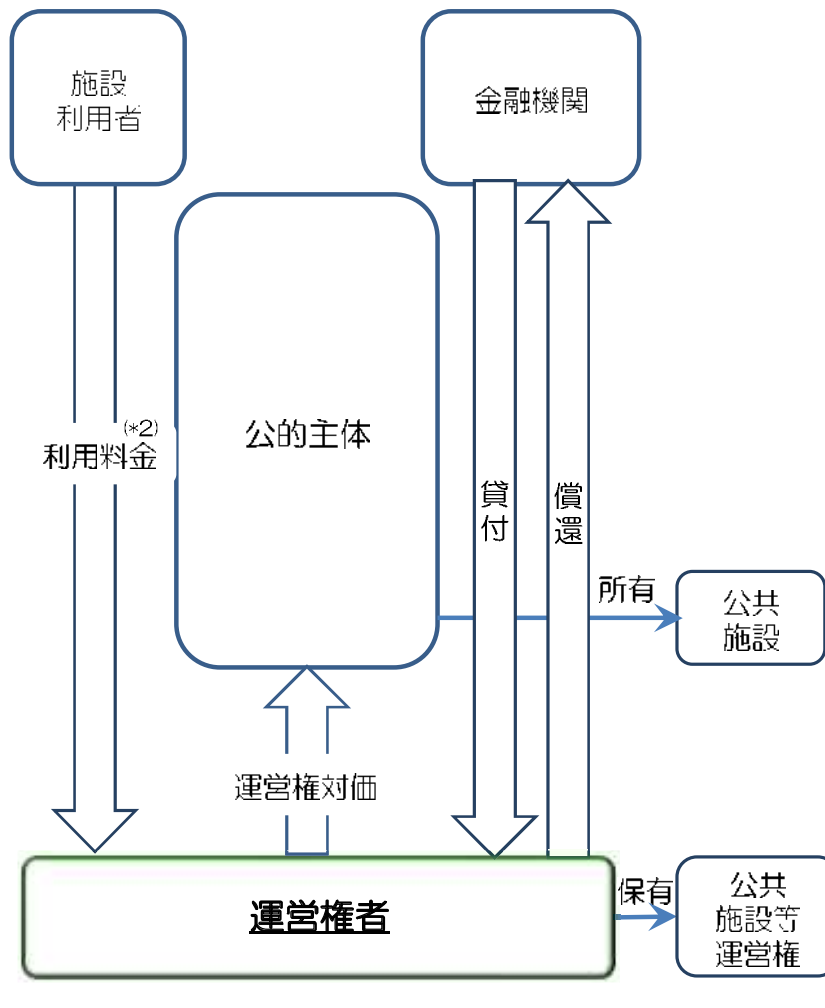 施設
利用者
金融機関
公的主体
(*2)
利用料金
貸付
償還
所有
公共
施設
運営権対価
運営権者
保有
公共
施設等
運営権